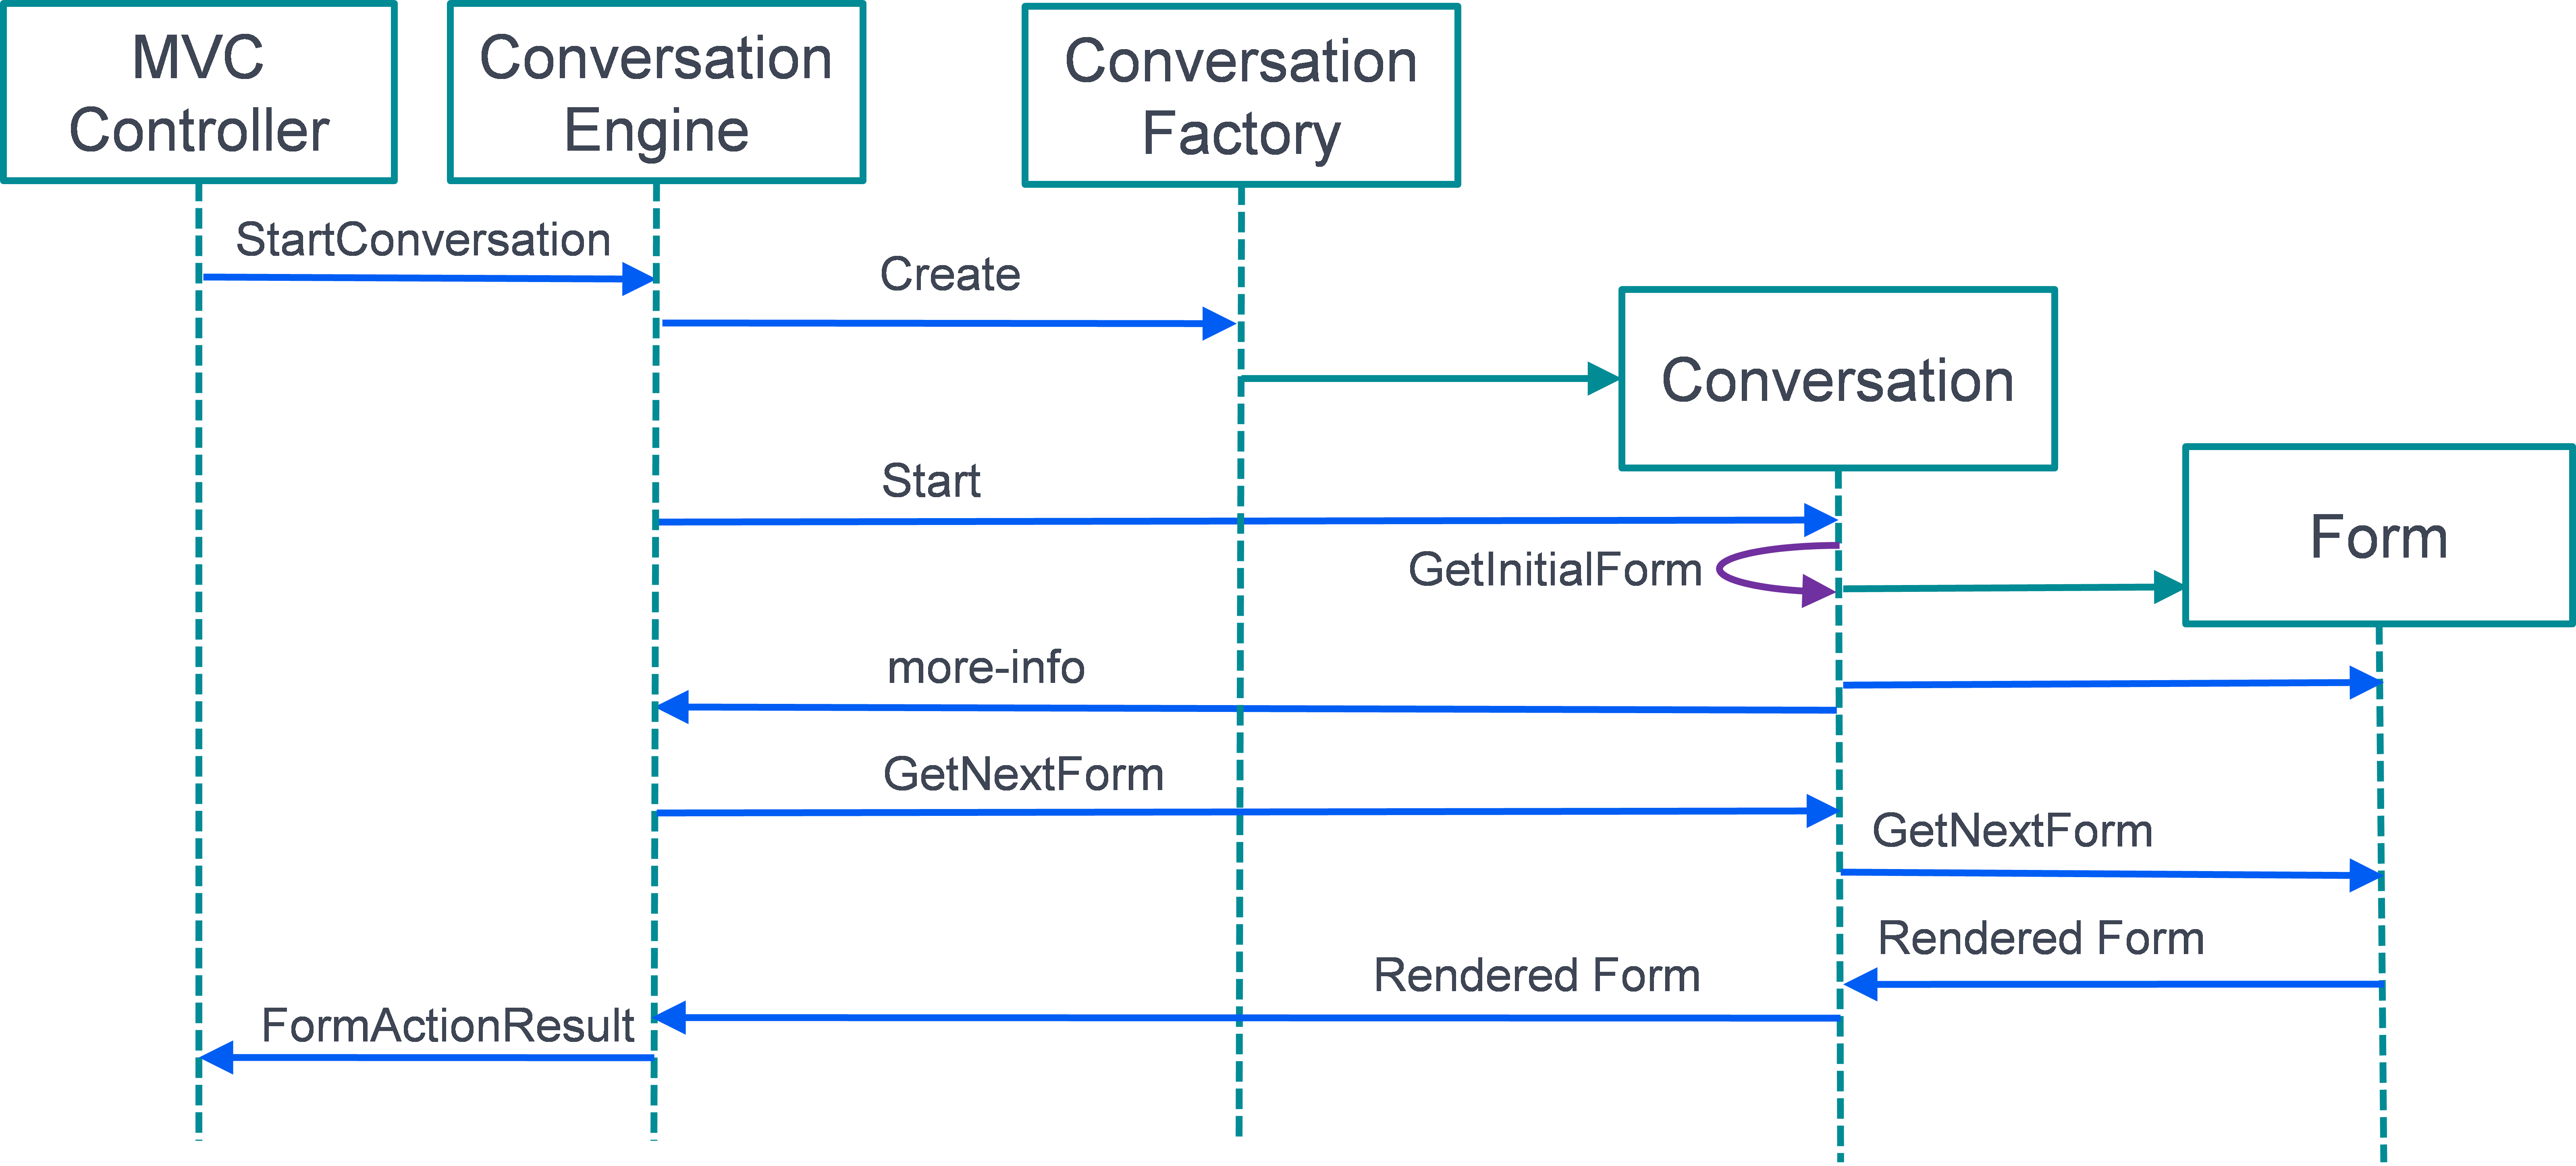 MVC
Controller
Conversation
Engine
Conversation
Factory
StartConversation
Create
Conversation
Start
Form
GetInitialForm
more-info
GetNextForm
GetNextForm
Rendered Form
Rendered Form
FormActionResult